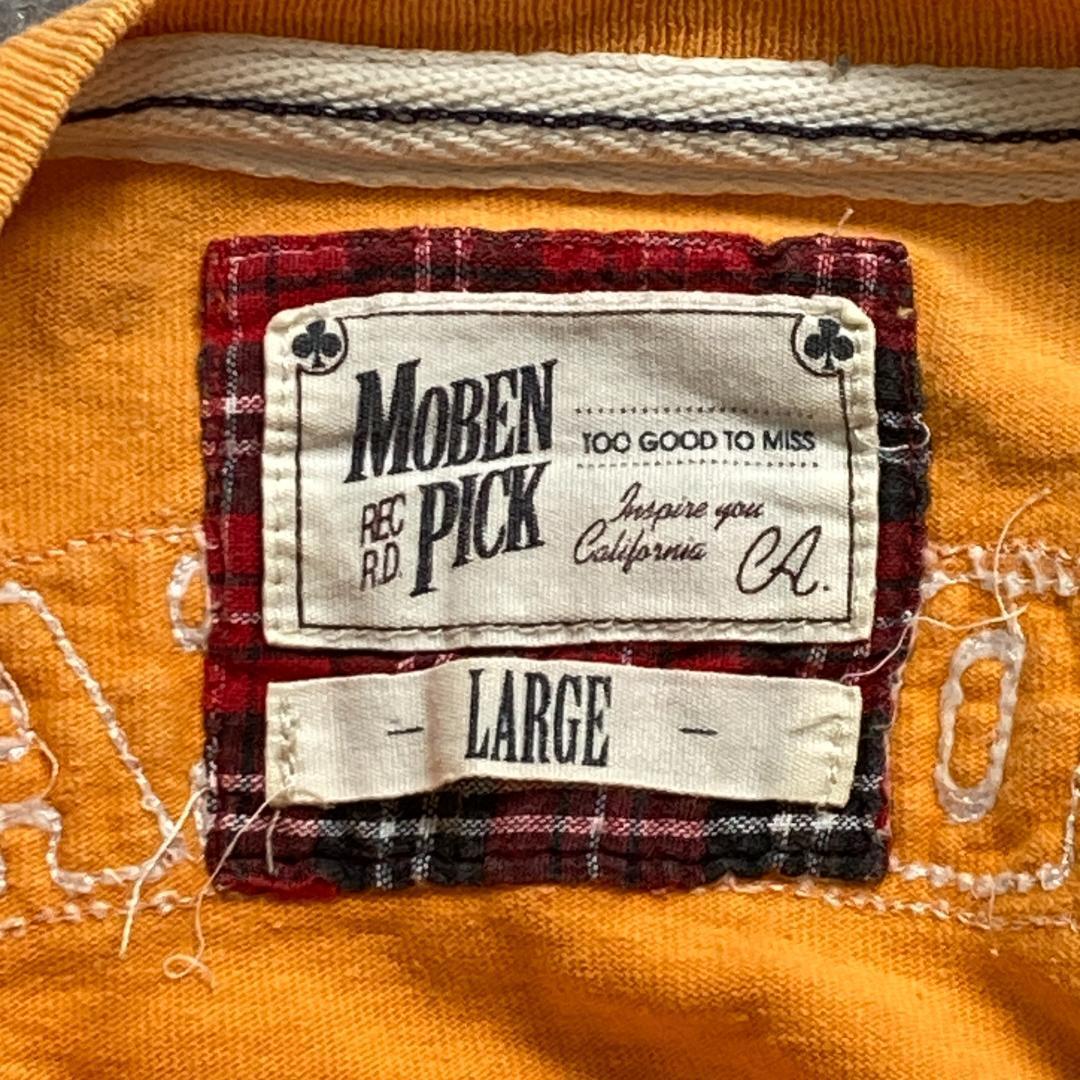 MOBEN
REC PICK
R.D.
TOO GOOD TO MISS
Inspire you
California CA.
- LARGE -